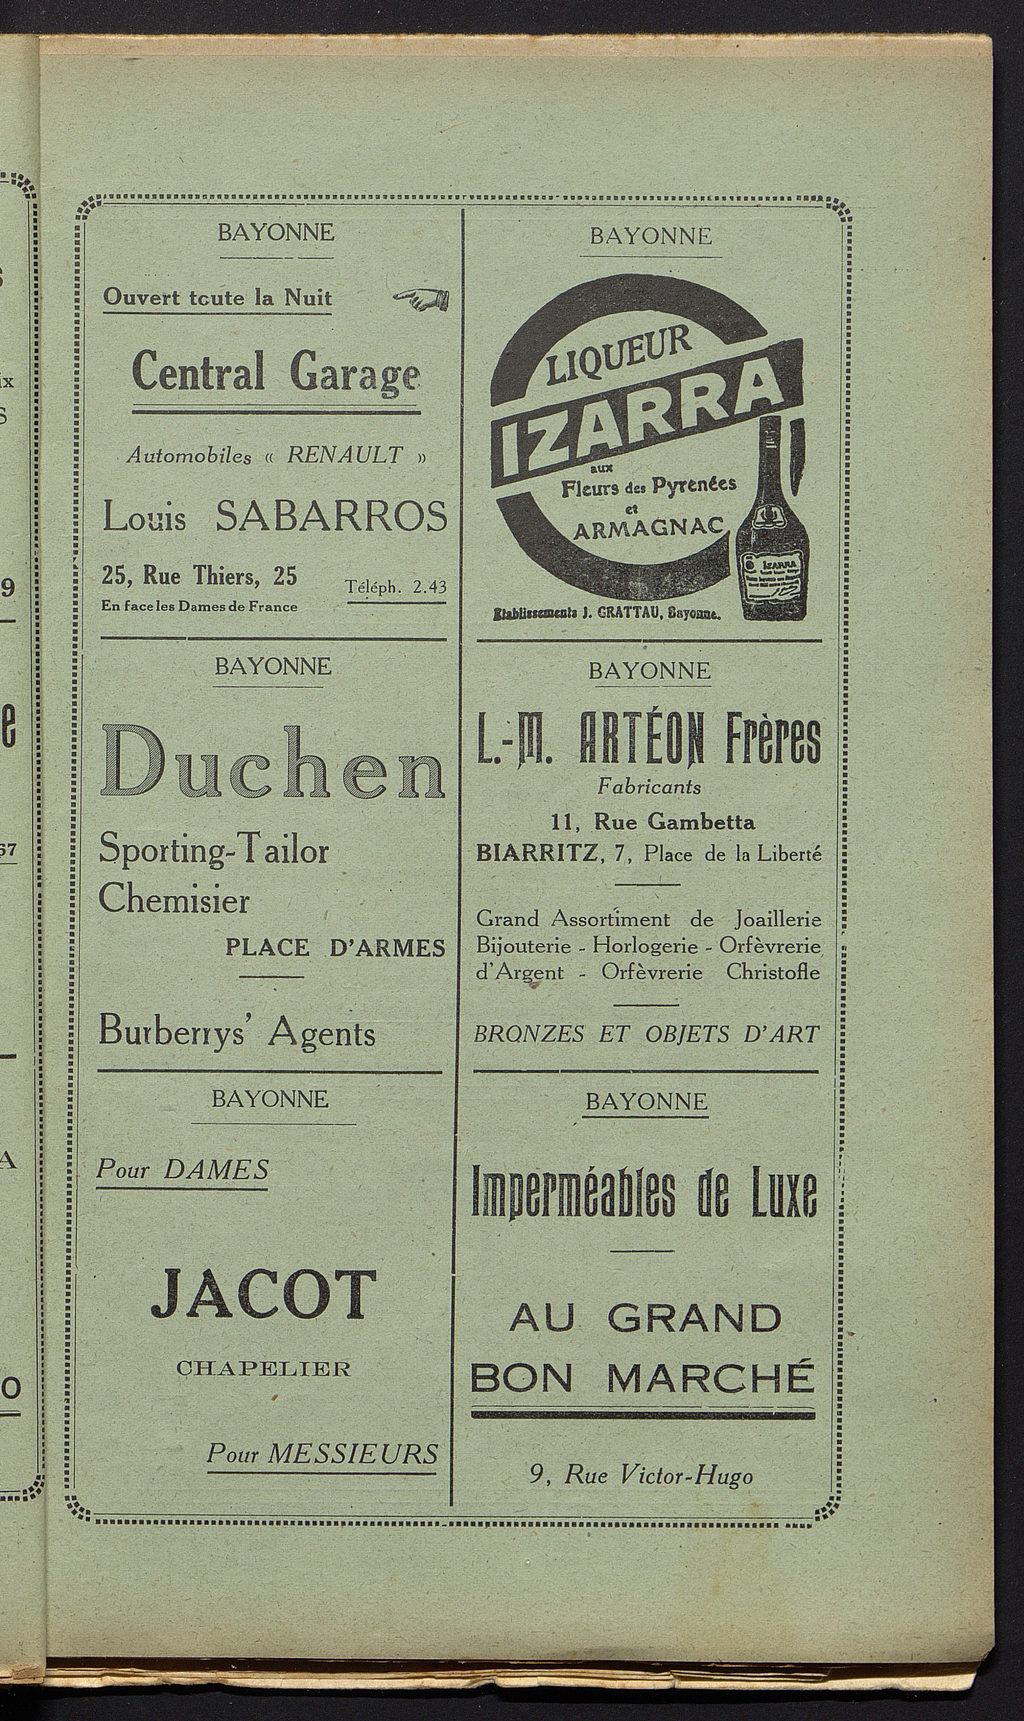 BAYONNE
Ouvert toute la Nuit
Central Garage
Automobiles « RENAULT »
Louis SABARROS
25, Rue Thiers, 25
Téléph. 2.43
En face les Dames de France
BAYONNE
LIQUEUR
IZARRA
aux
Fleurs des Pyrenées
et
ARMAGNAC
IZARRA
Etablissements J. GRATTAU, Bayonne.
BAYONNE
Duchen
Sporting-Tailor
Chemisier
PLACE D'ARMES
Burberrys' Agents
BAYONNE
L.-M. ARTÉON Frères
Fabricants
11, Rue Gambetta
BIARRITZ, 7, Place de la Liberté
Grand Assortiment de Joaillerie
Bijouterie - Horlogerie - Orfèvrerie
d'Argent - Orfèvrerie Christofle
BRONZES ET OBJETS D'ART
BAYONNE
Pour DAMES
JACOT
CHAPELIER
Pour MESSIEURS
BAYONNE
Imperméables de Luxe
AU GRAND
BON MARCHÉ
9, Rue Victor-Hugo